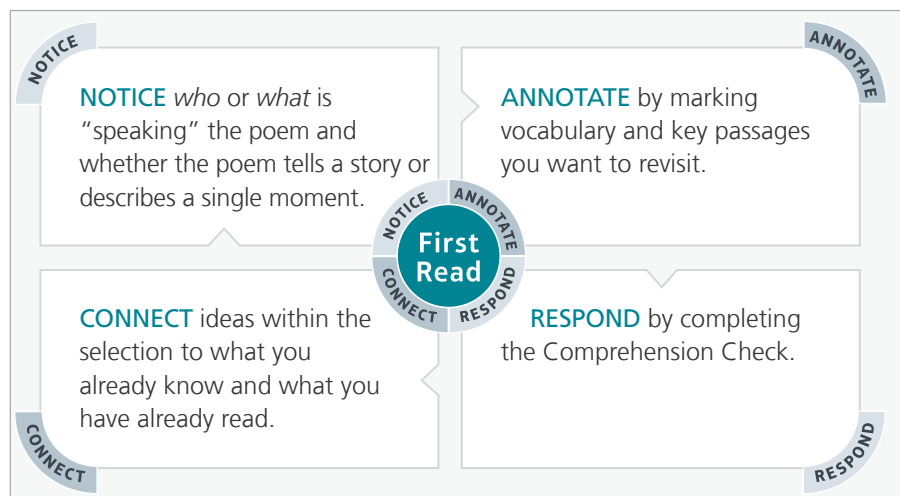 NOTICE
NOTICE who or what is
“speaking” the poem and
whether the poem tells a story or
describes a single moment.
ANNOTATE
ANNOTATE by marking
vocabulary and key passages
you want to revisit.
NOTICE
ANNOTATE
First
Read
CONNECT
RESPOND
CONNECT ideas within the
selection to what you
already know and what you
have already read.
CONNECT
RESPOND by completing
the Comprehension Check.
RESPOND